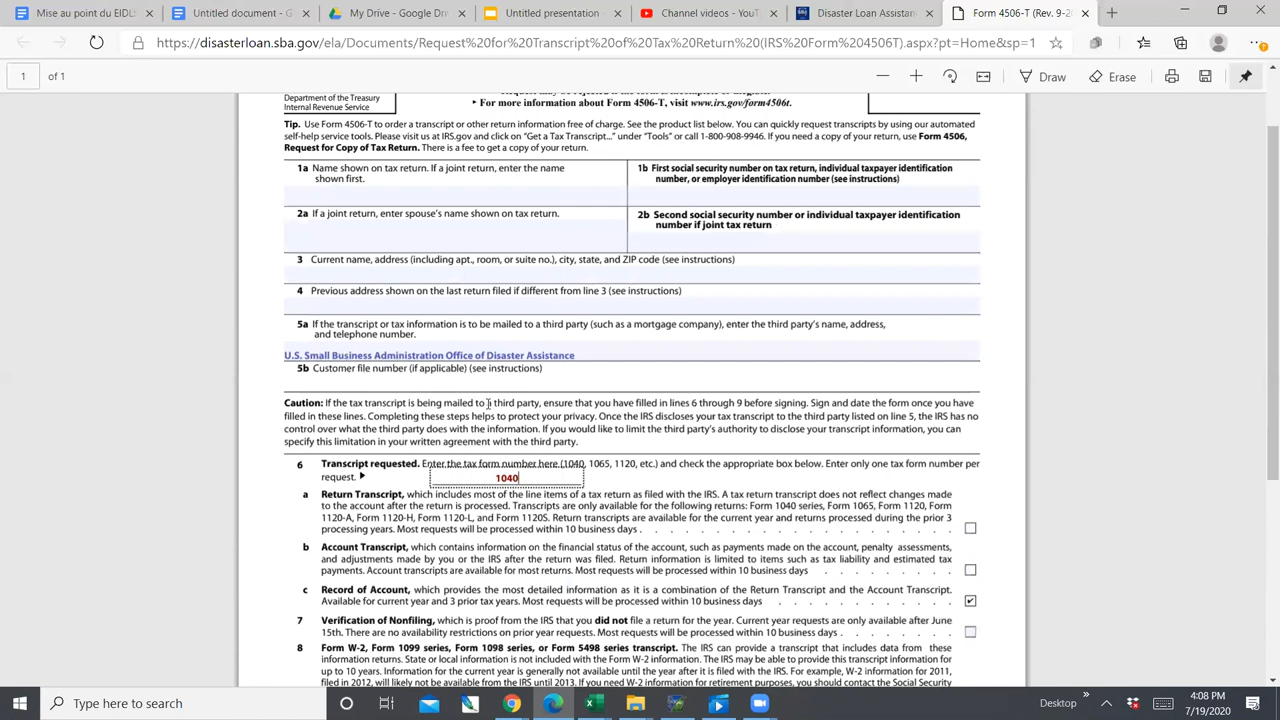 Mise du point du EIDL
Untitled document -
My Drive - Google Dr
Untitled presentation
Channel videos - YouT
Disaster Loan Assistan
Form 4506-T (Rev. 9-2
https://disasterloan.sba.gov/ela/Documents/Request%20for%20Transcript%20of%20Tax%20Return%20(IRS%20Form%204506T).aspx?pt=Home&sp=1
1 of 1
Draw
Erase
Department of the Treasury
Internal Revenue Service
▸ For more information about Form 4506-T, visit www.irs.gov/form4506t.
Tip. Use Form 4506-T to order a transcript or other return information free of charge. See the product list below. You can quickly request transcripts by using our automated
self-help service tools. Please visit us at IRS.gov and click on "Get a Tax Transcript..." under "Tools" or call 1-800-908-9946. If you need a copy of your return, use Form 4506,
Request for Copy of Tax Return. There is a fee to get a copy of your return.
1a Name shown on tax return. If a joint return, enter the name
shown first.
1b First social security number on tax return, individual taxpayer identification
number, or employer identification number (see instructions)
2a If a joint return, enter spouse's name shown on tax return.
2b Second social security number or individual taxpayer identification
number if joint tax return
3 Current name, address (including apt., room, or suite no.), city, state, and ZIP code (see instructions)
4 Previous address shown on the last return filed if different from line 3 (see instructions)
5a If the transcript or tax information is to be mailed to a third party (such as a mortgage company), enter the third party's name, address,
and telephone number.
U.S. Small Business Administration Office of Disaster Assistance
5b Customer file number (if applicable) (see instructions)
Caution: If the tax transcript is being mailed to a third party, ensure that you have filled in lines 6 through 9 before signing. Sign and date the form once you have
filled in these lines. Completing these steps helps to protect your privacy. Once the IRS discloses your tax transcript to the third party listed on line 5, the IRS has no
control over what the third party does with the information. If you would like to limit the third party's authority to disclose your transcript information, you can
specify this limitation in your written agreement with the third party.
6 Transcript requested. Enter the tax form number here (1040, 1065, 1120, etc.) and check the appropriate box below. Enter only one tax form number per
request. ▸ 1040
a Return Transcript, which includes most of the line items of a tax return as filed with the IRS. A tax return transcript does not reflect changes made
to the account after the return is processed. Transcripts are only available for the following returns: Form 1040 series, Form 1065, Form 1120, Form
1120-A, Form 1120-H, Form 1120-L, and Form 1120S. Return transcripts are available for the current year and returns processed during the prior 3
processing years. Most requests will be processed within 10 business days
b Account Transcript, which contains information on the financial status of the account, such as payments made on the account, penalty assessments,
and adjustments made by you or the IRS after the return was filed. Return information is limited to items such as tax liability and estimated tax
payments. Account transcripts are available for most returns. Most requests will be processed within 10 business days
c Record of Account, which provides the most detailed information as it is a combination of the Return Transcript and the Account Transcript.
Available for current year and 3 prior tax years. Most requests will be processed within 10 business days
7 Verification of Nonfiling, which is proof from the IRS that you did not file a return for the year. Current year requests are only available after June
15th. There are no availability restrictions on prior year requests. Most requests will be processed within 10 business days
8 Form W-2, Form 1099 series, Form 1098 series, or Form 5498 series transcript. The IRS can provide a transcript that includes data from these
information returns. State or local information is not included with the Form W-2 information. The IRS may be able to provide this transcript information for
up to 10 years. Information for the current year is generally not available until the year after it is filed with the IRS. For example, W-2 information for 2011,
filed in 2012, will likely not be available from the IRS until 2013. If you need W-2 information for retirement purposes, you should contact the Social Security
Type here to search
Desktop
4:08 PM
7/19/2020